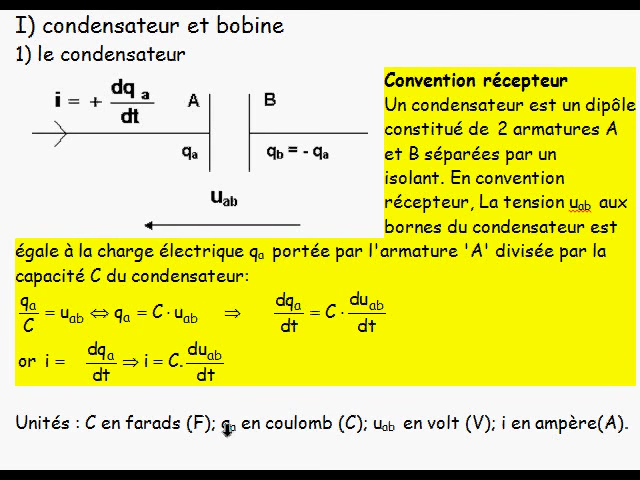 I) condensateur et bobine
1) le condensateur
i = + dq a / dt
A
B
qa
qb = - qa
uab
Convention récepteur
Un condensateur est un dipôle
constitué de 2 armatures A
et B séparées par un
isolant. En convention
récepteur, La tension uab aux
bornes du condensateur est
égale à la charge électrique qa portée par l'armature 'A' divisée par la
capacité C du condensateur:
qa/C = uab ⇔ qa = C · uab ⇒ dqa/dt = C · duab/dt
or i = dqa/dt ⇒ i = C. duab/dt
Unités : C en farads (F); qa en coulomb (C); uab en volt (V); i en ampère(A).